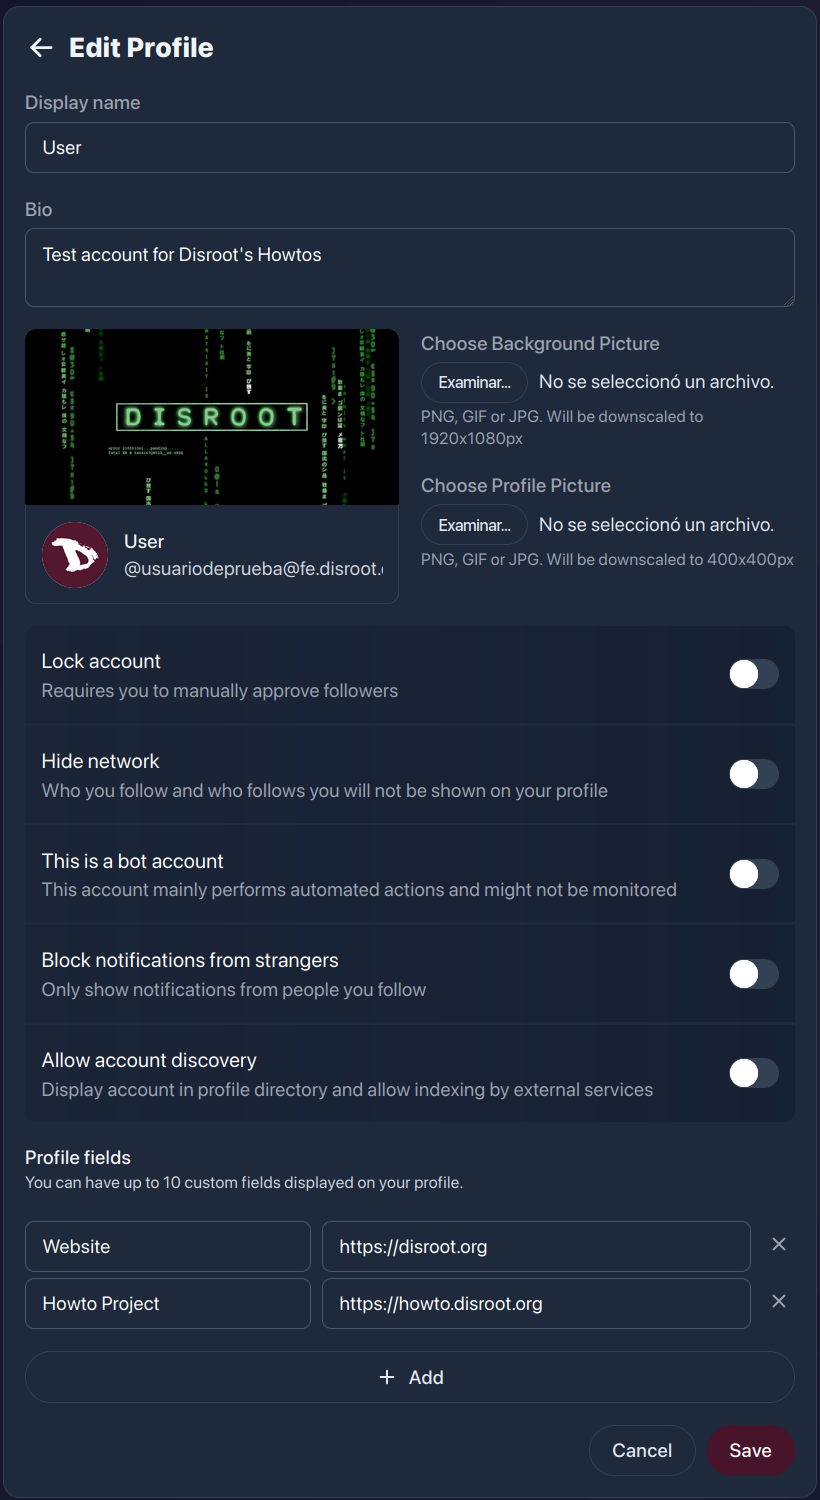 Edit Profile
Display name
User
Bio
Test account for Disroot's Howtos
DISROOT
Choose Background Picture
Examinar... No se seleccionó un archivo.
PNG, GIF or JPG. Will be downscaled to
1920x1080px
Choose Profile Picture
Examinar... No se seleccionó un archivo.
PNG, GIF or JPG. Will be downscaled to 400x400px
User
@usuariodeprueba@fe.disroot.
Lock account
Requires you to manually approve followers
Hide network
Who you follow and who follows you will not be shown on your profile
This is a bot account
This account mainly performs automated actions and might not be monitored
Block notifications from strangers
Only show notifications from people you follow
Allow account discovery
Display account in profile directory and allow indexing by external services
Profile fields
You can have up to 10 custom fields displayed on your profile.
Website https://disroot.org
Howto Project https://howto.disroot.org
+ Add
Cancel Save